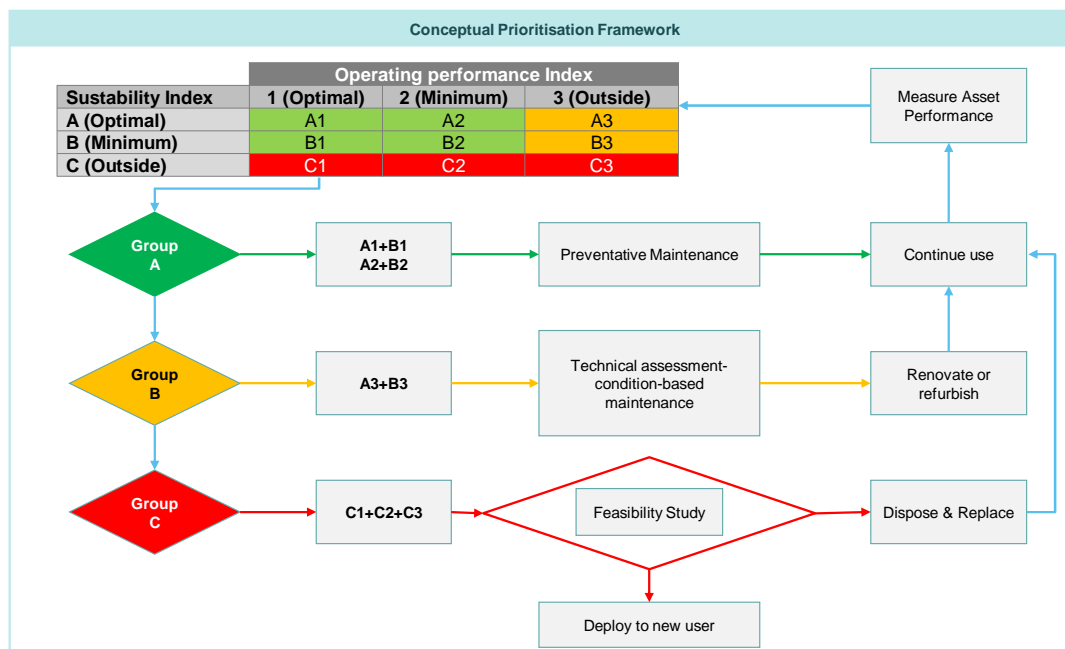 Conceptual Prioritisation Framework
Operating performance Index
Sustability Index 1 (Optimal) 2 (Minimum) 3 (Outside)
A (Optimal) A1 A2 A3
B (Minimum) B1 B2 B3
C (Outside) C1 C2 C3
Measure Asset
Performance
Group
A
A1+B1
A2+B2
Preventative Maintenance
Continue use
Group
B
A3+B3
Technical assessment-
condition-based
maintenance
Renovate or
refurbish
Group
C
C1+C2+C3
Feasibility Study
Dispose & Replace
Deploy to new user